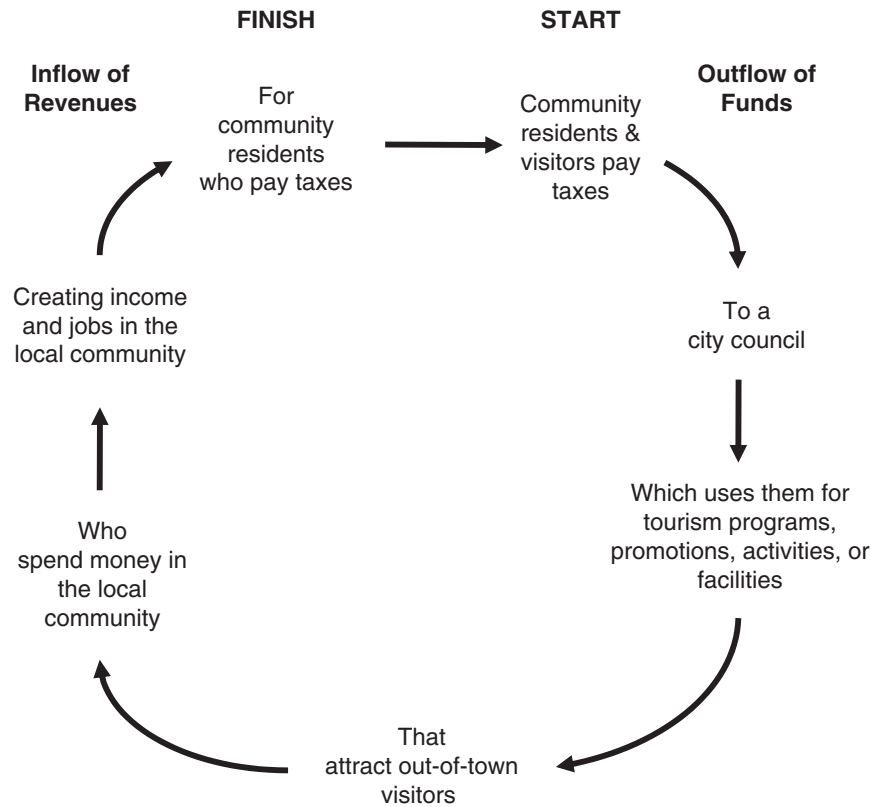 FINISH
START
Inflow of
Revenues
Outflow of
Funds
For
community
residents
who pay taxes
Community
residents &
visitors pay
taxes
To a
city council
Which uses them for
tourism programs,
promotions, activities, or
facilities
That
attract out-of-town
visitors
Who
spend money in
the local
community
Creating income
and jobs in the
local community